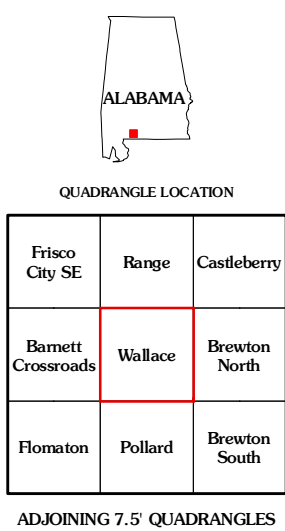 ALABAMA
QUADRANGLE LOCATION
Frisco
City SE
Range
Castleberry
Barnett
Crossroads
Wallace
Brewton
North
Flomaton
Pollard
Brewton
South
ADJOINING 7.5' QUADRANGLES